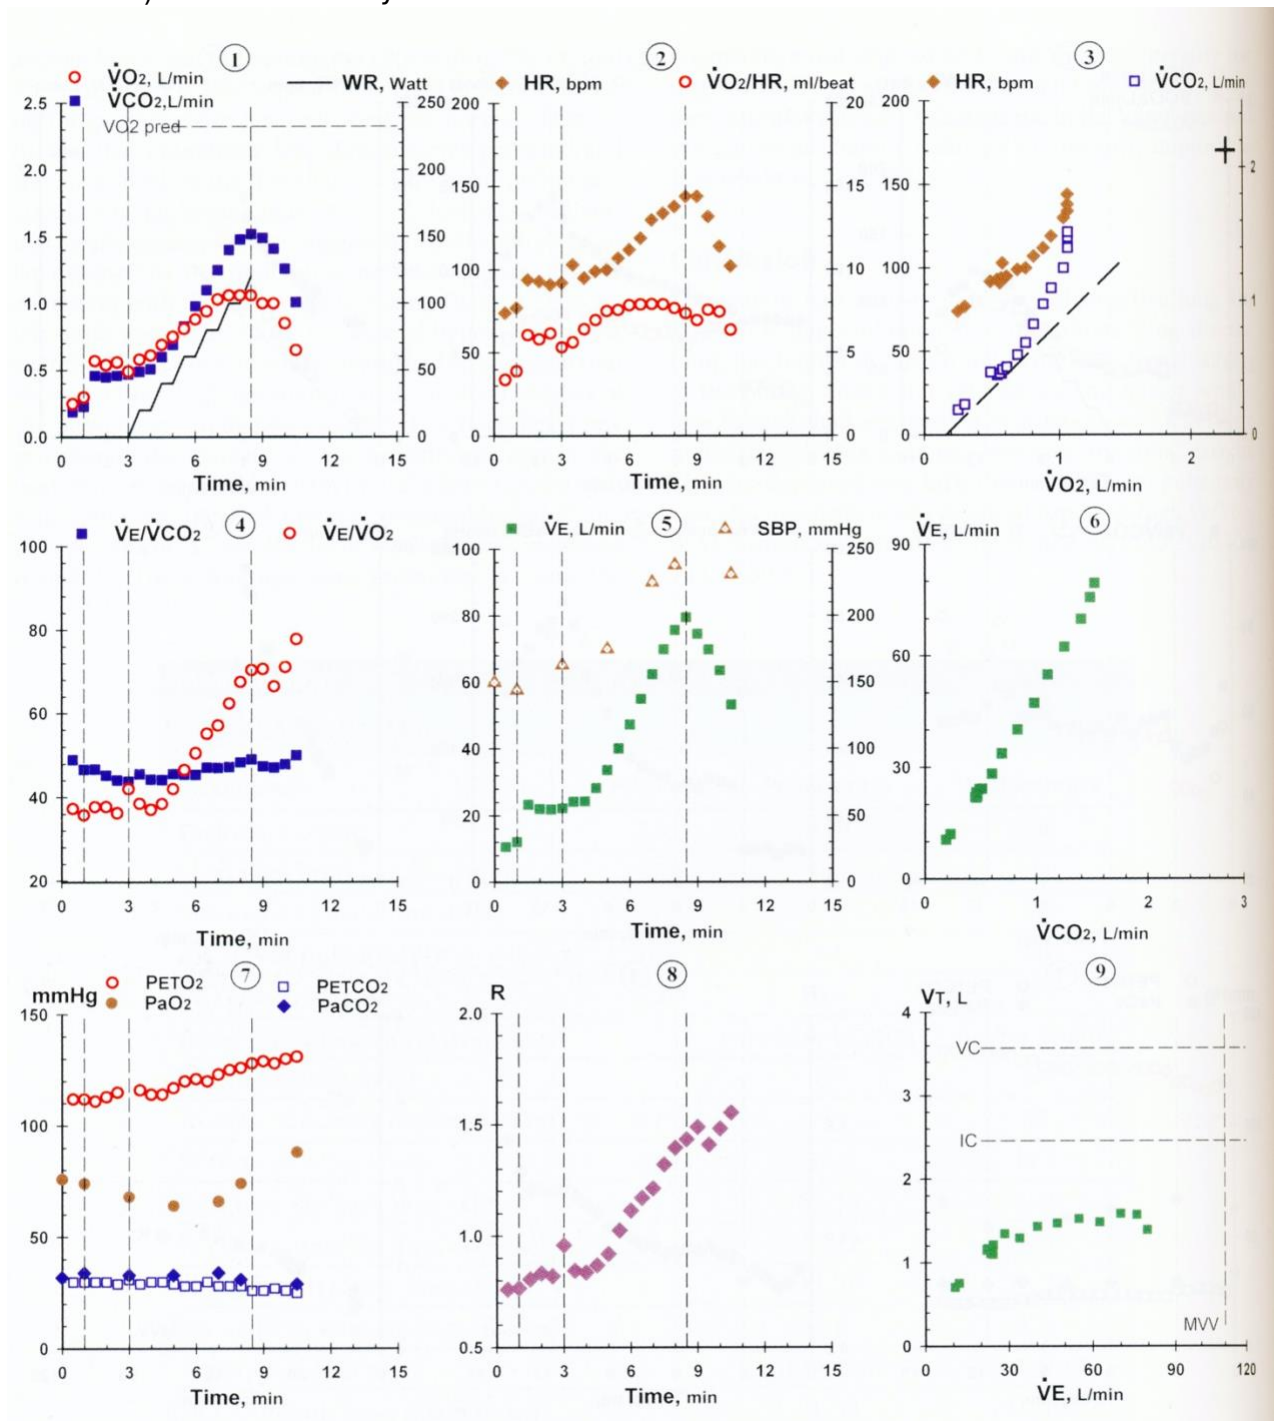 1
V̇O2, L/min
V̇CO2,L/min
WR, Watt
VO2 pred
2.5 2.0 1.5 1.0 0.5 0.0
250 200 150 100 50 0
0 3 6 9 12 15
Time, min
2
HR, bpm
V̇O2/HR, ml/beat
200 150 100 50 0
20 15 10 5 0
0 3 6 9 12 15
Time, min
3
HR, bpm
V̇CO2, L/min
200 150 100 50 0
2 1 0
0 1 2
V̇O2, L/min
4
V̇E/V̇CO2
V̇E/V̇O2
100 80 60 40 20
0 3 6 9 12 15
Time, min
5
V̇E, L/min
SBP, mmHg
100 80 60 40 20 0
250 200 150 100 50 0
0 3 6 9 12 15
Time, min
6
V̇E, L/min
90 60 30 0
0 1 2 3
V̇CO2, L/min
7
mmHg
PETO2
PaO2
PETCO2
PaCO2
150 100 50 0
0 3 6 9 12 15
Time, min
8
R
2.0 1.5 1.0 0.5
0 3 6 9 12 15
Time, min
9
VT, L
VC
IC
MVV
4 3 2 1 0
0 30 60 90 120
V̇E, L/min